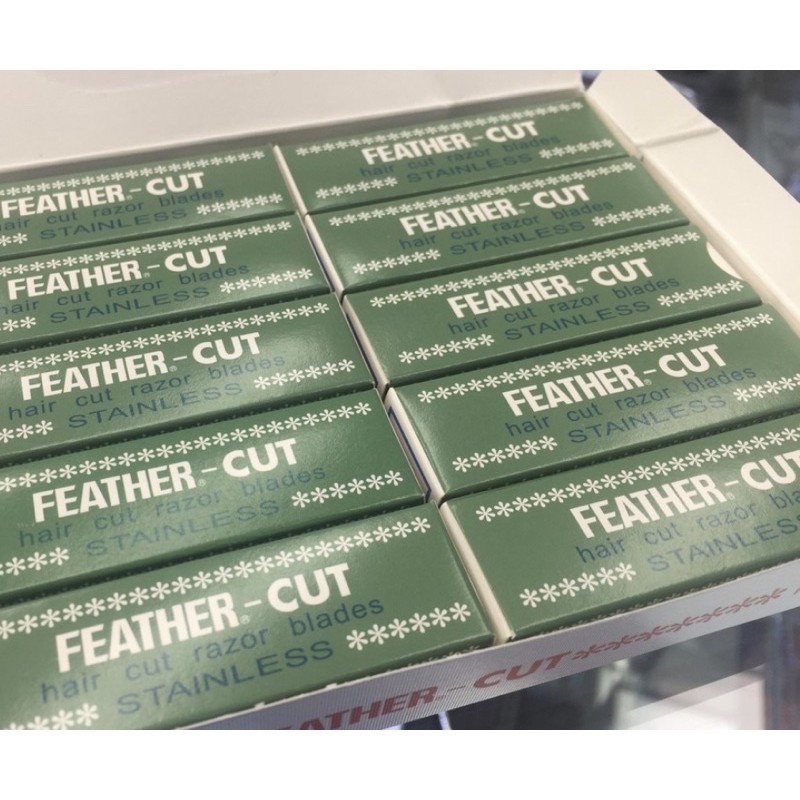 FEATHER-CUT®
hair cut razor blades
****** STAINLESS ******
FEATHER-CUT®
hair cut razor blades
****** STAINLESS ******
FEATHER-CUT®
hair cut razor blades
*** STAINLESS ******
FEATHER-CUT®
hair cut razor blades
****** STAINLESS ******
FEATHER-CUT®
hair cut razor blades
*** STAINLESS ******
FEATHER-CUT®
hair cut razor blades
****** STAINLESS ******
FEATHER-CUT®
hair cut razor blades
**** STAINLESS ******
FEATHER-CUT®
hair cut razor blades
****** STAINLESS ******
FEATHER-CUT®
hair cut razor blades
****** STAINLESS ******
FEATHER-CUT®
hair cut razor blades
****** STAINLESS
FEATHER-CUT